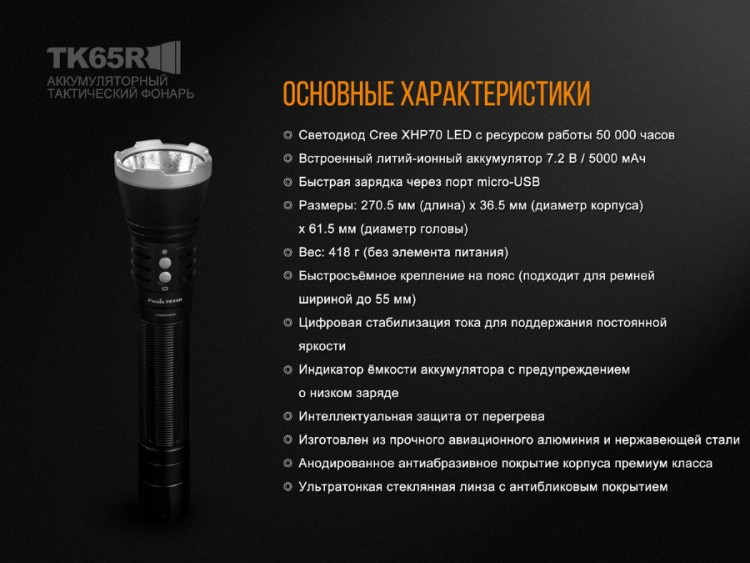 TK65R
АККУМУЛЯТОРНЫЙ
ТАКТИЧЕСКИЙ ФОНАРЬ
ОСНОВНЫЕ ХАРАКТЕРИСТИКИ
Светодиод Cree XHP70 LED с ресурсом работы 50 000 часов
Встроенный литий-ионный аккумулятор 7.2 В / 5000 мАч
Быстрая зарядка через порт micro-USB
Размеры: 270.5 мм (длина) x 36.5 мм (диаметр корпуса)
x 61.5 мм (диаметр головы)
Вес: 418 г (без элемента питания)
Быстросъёмное крепление на пояс (подходит для ремней
шириной до 55 мм)
Цифровая стабилизация тока для поддержания постоянной
яркости
Индикатор ёмкости аккумулятора с предупреждением
о низком заряде
Интеллектуальная защита от перегрева
Изготовлен из прочного авиационного алюминия и нержавеющей стали
Анодированное антиабразивное покрытие корпуса премиум класса
Ультратонкая стеклянная линза с антибликовым покрытием
Fenix TK65R